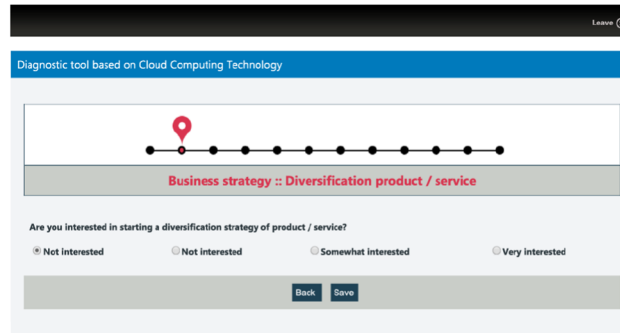 Leave
Diagnostic tool based on Cloud Computing Technology
Business strategy :: Diversification product / service
Are you interested in starting a diversification strategy of product / service?
Not interested Not interested Somewhat interested Very interested
Back Save